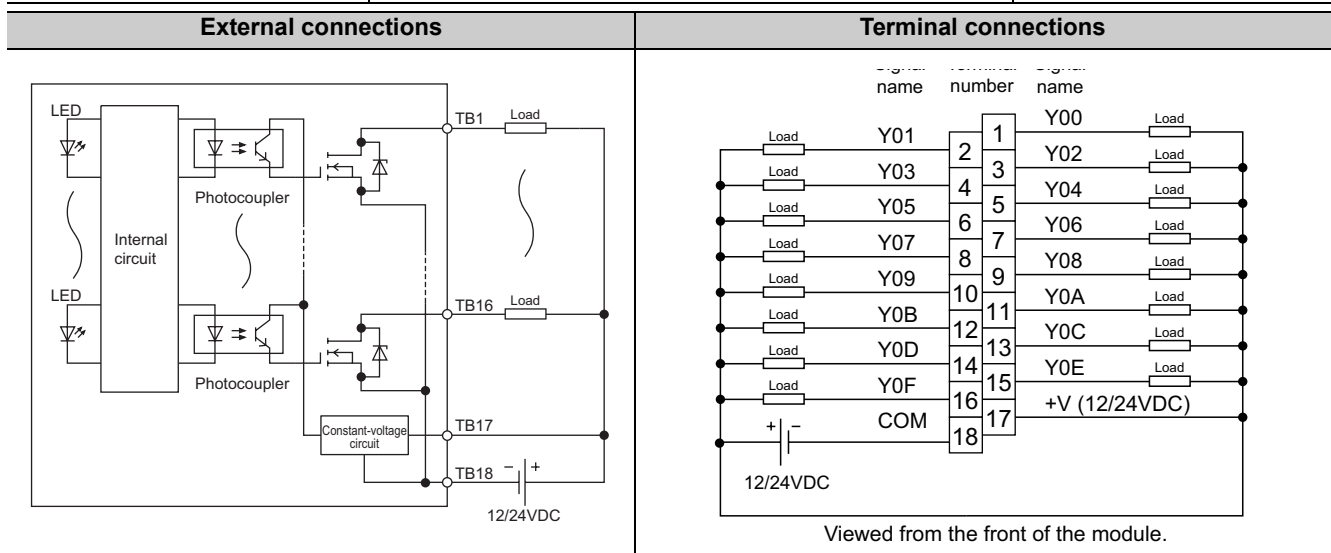 External connections
Terminal connections
LED
Internal
circuit
Photocoupler
LED
Photocoupler
Constant-voltage
circuit
TB1
Load
TB16
Load
TB17
TB18
− +
12/24VDC
name number name
Load Y01 2 1 Y00 Load
Load Y03 4 3 Y02 Load
Load Y05 6 5 Y04 Load
Load Y07 8 7 Y06 Load
Load Y09 10 9 Y08 Load
Load Y0B 12 11 Y0A Load
Load Y0D 14 13 Y0C Load
Load Y0F 16 15 Y0E Load
+ − COM 18 17 +V (12/24VDC)
12/24VDC
Viewed from the front of the module.